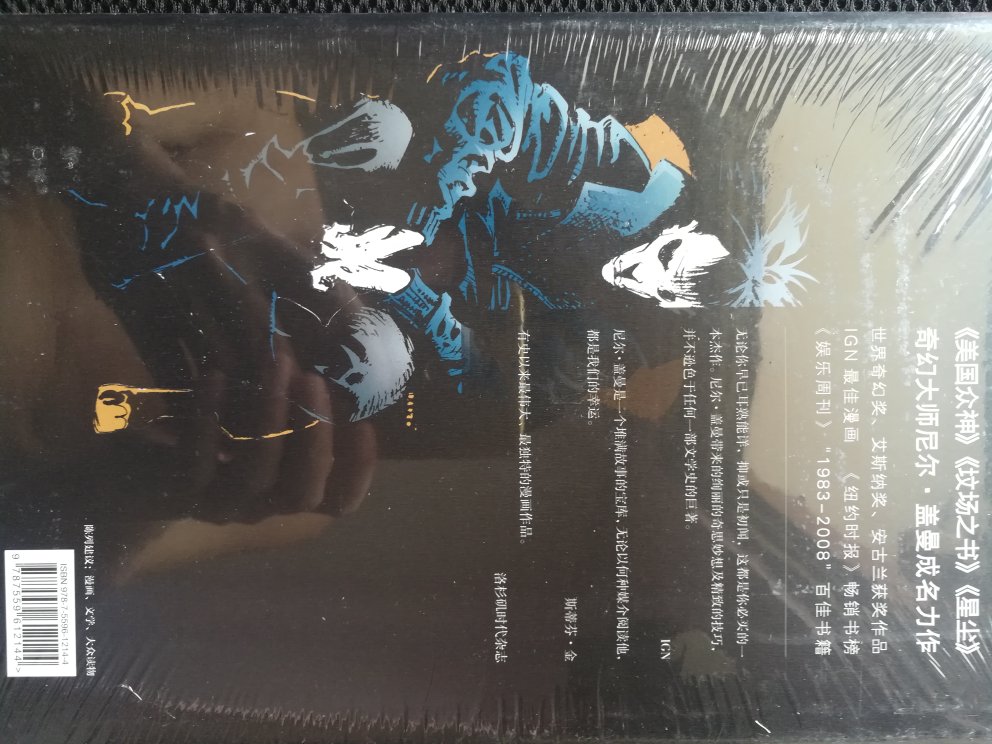 《美国众神》《坟场之书》《星尘》
奇幻大师尼尔·盖曼成名力作
世界奇幻奖、艾斯纳奖、安古兰获奖作品
IGN 最佳漫画 《纽约时报》畅销书榜
《娱乐周刊》“1983–2008”百佳书籍
无论你早已耳熟能详，抑或只是初闻，这都是你必买的一
本杰作。尼尔·盖曼带来的绚丽的奇思妙想及精致的技巧，
并不逊色于任何一部文学史的巨著。
IGN
尼尔·盖曼是一个堆满故事的宝库，无论以何种媒介阅读他，
都是我们的幸运。
斯蒂芬·金
有史以来最伟大、最独特的漫画作品。
洛杉矶时代杂志
陈列建议：漫画、文学、大众读物
ISBN 978-7-5596-1214-4
9 787559 612144 >